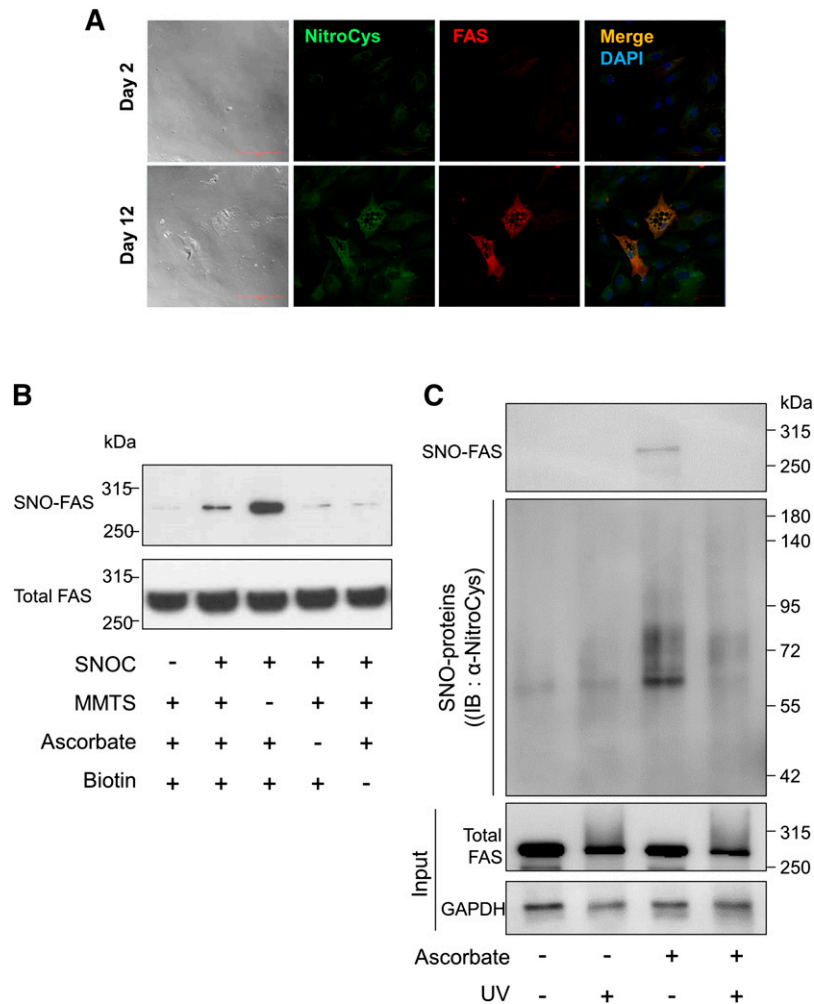 A
NitroCys
FAS
Merge
DAPI
Day 2
Day 12
B
kDa
SNO-FAS
315
250
Total FAS
315
250
SNOC - + + + +
MMTS + + - + +
Ascorbate + + + - +
Biotin + + + + -
C
kDa
SNO-FAS
315
250
SNO-proteins
((IB : α-NitroCys)
180
140
95
72
55
42
Input
Total
FAS
315
250
GAPDH
Ascorbate - - + +
UV - + - +